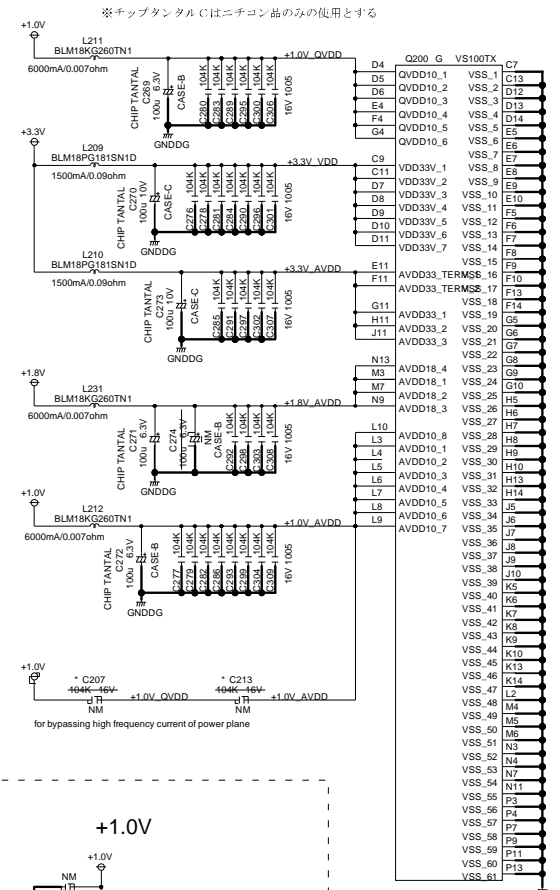 ※チップタンタルCはニチコン品のみの使用とする
+1.0V
L211
BLM18KG260TN1
6000mA/0.007ohm
CHIP TANTAL
C269
100u 6.3V
CASE-B
GNDDG
104K 104K 104K 104K 104K 104K
C280 C283 C289 C295 C300 C306
16V 1005
+1.0V_QVDD
+3.3V
L209
BLM18PG181SN1D
1500mA/0.09ohm
CHIP TANTAL
C270
100u 10V
CASE-C
GNDDG
104K 104K 104K 104K 104K 104K 104K
C276 C278 C281 C284 C290 C296 C301
16V 1005
+3.3V_VDD
L210
BLM18PG181SN1D
1500mA/0.09ohm
CHIP TANTAL
C273
100u 10V
CASE-C
GNDDG
104K 104K 104K 104K 104K
C285 C291 C297 C302 C307
16V 1005
+3.3V_AVDD
+1.8V
L231
BLM18KG260TN1
6000mA/0.007ohm
CHIP TANTAL
C271
100u 6.3V
C274
100u 6.3V
NM
CASE-B
GNDDG
104K 104K 104K 104K
C292 C298 C303 C308
16V 1005
+1.8V_AVDD
+1.0V
L212
BLM18KG260TN1
6000mA/0.007ohm
CHIP TANTAL
C272
100u 6.3V
CASE-B
GNDDG
104K 104K 104K 104K 104K 104K 104K 104K
C277 C279 C282 C286 C293 C299 C304 C309
16V 1005
+1.0V_AVDD
+1.0V
* C207
104K 16V
NM
+1.0V_QVDD
* C213
104K 16V
NM
+1.0V_AVDD
for bypassing high frequency current of power plane
+1.0V
+1.0V
NM
Q200 G VS100TX
D4 QVDD10_1
D5 QVDD10_2
D6 QVDD10_3
E4 QVDD10_4
F4 QVDD10_5
G4 QVDD10_6
C9 VDD33V_1
C11 VDD33V_2
D7 VDD33V_3
D8 VDD33V_4
D9 VDD33V_5
D10 VDD33V_6
D11 VDD33V_7
E11 AVDD33_TERMS1
F11 AVDD33_TERMS2
G11 AVDD33_1
H11 AVDD33_2
J11 AVDD33_3
N13 AVDD18_4
M3 AVDD18_1
M7 AVDD18_2
N9 AVDD18_3
L10 AVDD10_8
L3 AVDD10_1
L4 AVDD10_2
L5 AVDD10_3
L6 AVDD10_4
L7 AVDD10_5
L8 AVDD10_6
L9 AVDD10_7
VSS_1 C7
VSS_2 C13
VSS_3 D12
VSS_4 D13
VSS_5 D14
VSS_6 E5
VSS_7 E6
VSS_8 E7
VSS_9 E8
VSS_10 E9
VSS_11 E10
VSS_12 F5
VSS_13 F6
VSS_14 F7
VSS_15 F8
VSS_16 F9
VSS_17 F10
VSS_18 F13
VSS_19 F14
VSS_20 G5
VSS_21 G6
VSS_22 G7
VSS_23 G8
VSS_24 G9
VSS_25 G10
VSS_26 H5
VSS_27 H6
VSS_28 H7
VSS_29 H8
VSS_30 H9
VSS_31 H10
VSS_32 H13
VSS_33 H14
VSS_34 J5
VSS_35 J6
VSS_36 J7
VSS_37 J8
VSS_38 J9
VSS_39 J10
VSS_40 K5
VSS_41 K6
VSS_42 K7
VSS_43 K8
VSS_44 K9
VSS_45 K10
VSS_46 K13
VSS_47 K14
VSS_48 L2
VSS_49 M4
VSS_50 M5
VSS_51 M6
VSS_52 N3
VSS_53 N4
VSS_54 N7
VSS_55 N11
VSS_56 P3
VSS_57 P4
VSS_58 P7
VSS_59 P9
VSS_60 P11
VSS_61 P13